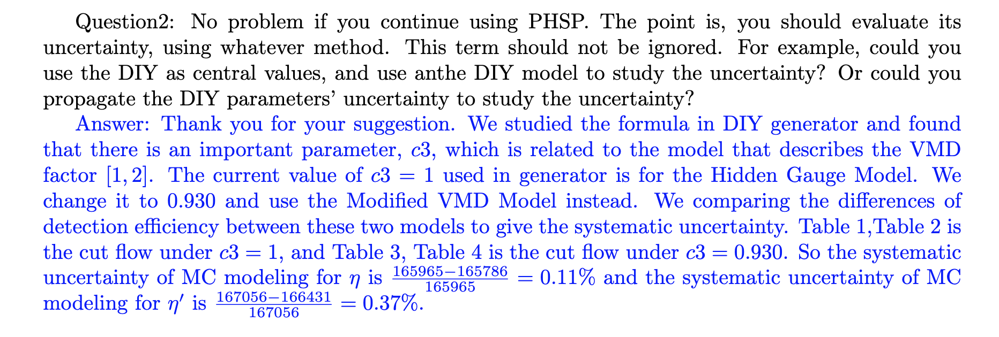 Question2: No problem if you continue using PHSP. The point is, you should evaluate its
uncertainty, using whatever method. This term should not be ignored. For example, could you
use the DIY as central values, and use anthe DIY model to study the uncertainty? Or could you
propagate the DIY parameters' uncertainty to study the uncertainty?
Answer: Thank you for your suggestion. We studied the formula in DIY generator and found
that there is an important parameter, c3, which is related to the model that describes the VMD
factor [1, 2]. The current value of c3 = 1 used in generator is for the Hidden Gauge Model. We
change it to 0.930 and use the Modified VMD Model instead. We comparing the differences of
detection efficiency between these two models to give the systematic uncertainty. Table 1,Table 2 is
the cut flow under c3 = 1, and Table 3, Table 4 is the cut flow under c3 = 0.930. So the systematic
uncertainty of MC modeling for η is \frac{165965−165786}{165965} = 0.11% and the systematic uncertainty of MC
modeling for η′ is \frac{167056−166431}{167056} = 0.37%.